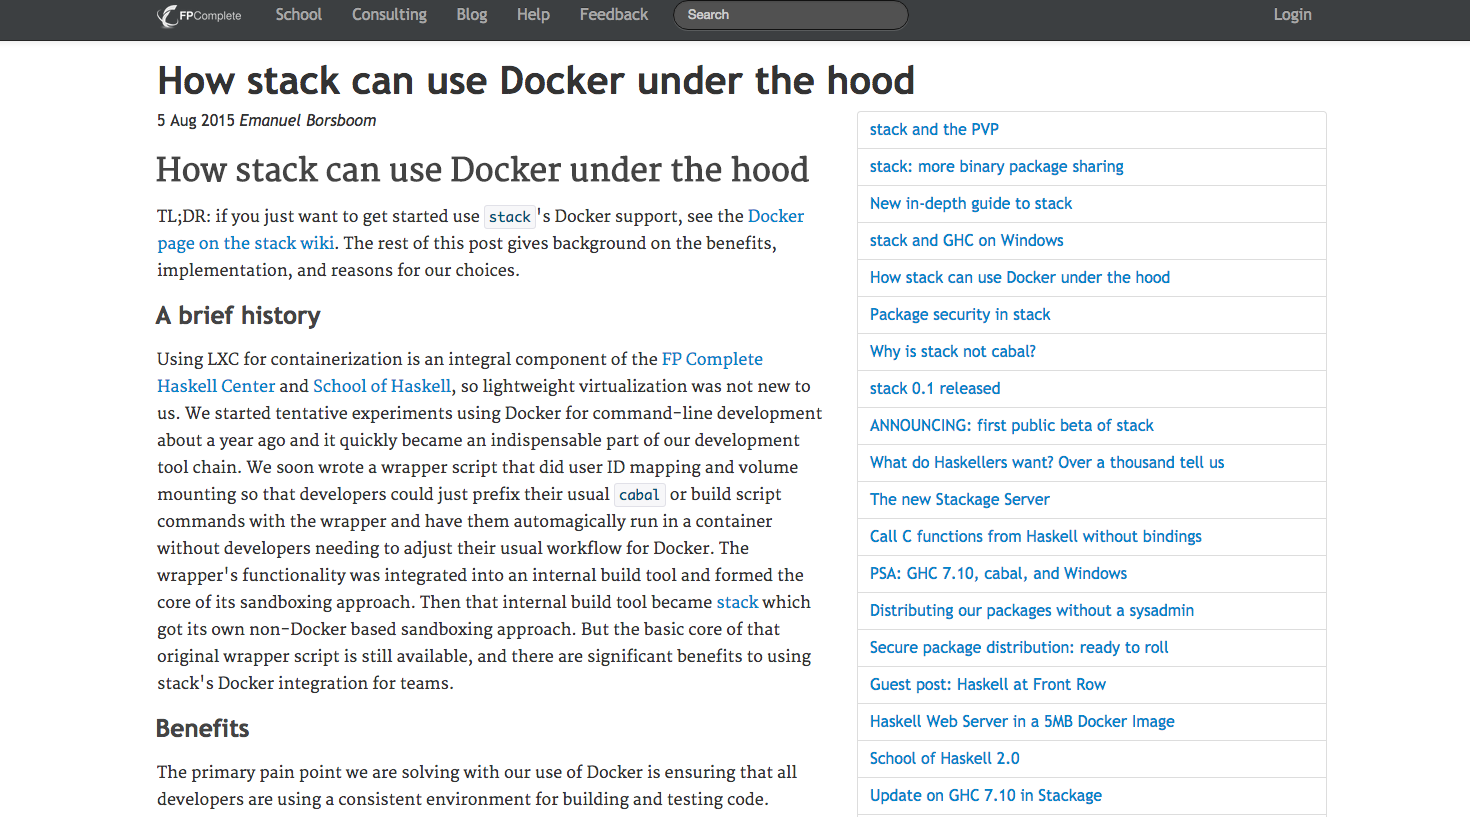 FPComplete School Consulting Blog Help Feedback Search Login
How stack can use Docker under the hood
5 Aug 2015 Emanuel Borsboom
How stack can use Docker under the hood
TL;DR: if you just want to get started use stack's Docker support, see the Docker
page on the stack wiki. The rest of this post gives background on the benefits,
implementation, and reasons for our choices.
A brief history
Using LXC for containerization is an integral component of the FP Complete
Haskell Center and School of Haskell, so lightweight virtualization was not new to
us. We started tentative experiments using Docker for command-line development
about a year ago and it quickly became an indispensable part of our development
tool chain. We soon wrote a wrapper script that did user ID mapping and volume
mounting so that developers could just prefix their usual cabal or build script
commands with the wrapper and have them automagically run in a container
without developers needing to adjust their usual workflow for Docker. The
wrapper's functionality was integrated into an internal build tool and formed the
core of its sandboxing approach. Then that internal build tool became stack which
got its own non-Docker based sandboxing approach. But the basic core of that
original wrapper script is still available, and there are significant benefits to using
stack's Docker integration for teams.
Benefits
The primary pain point we are solving with our use of Docker is ensuring that all
developers are using a consistent environment for building and testing code.
stack and the PVP
stack: more binary package sharing
New in-depth guide to stack
stack and GHC on Windows
How stack can use Docker under the hood
Package security in stack
Why is stack not cabal?
stack 0.1 released
ANNOUNCING: first public beta of stack
What do Haskellers want? Over a thousand tell us
The new Stackage Server
Call C functions from Haskell without bindings
PSA: GHC 7.10, cabal, and Windows
Distributing our packages without a sysadmin
Secure package distribution: ready to roll
Guest post: Haskell at Front Row
Haskell Web Server in a 5MB Docker Image
School of Haskell 2.0
Update on GHC 7.10 in Stackage